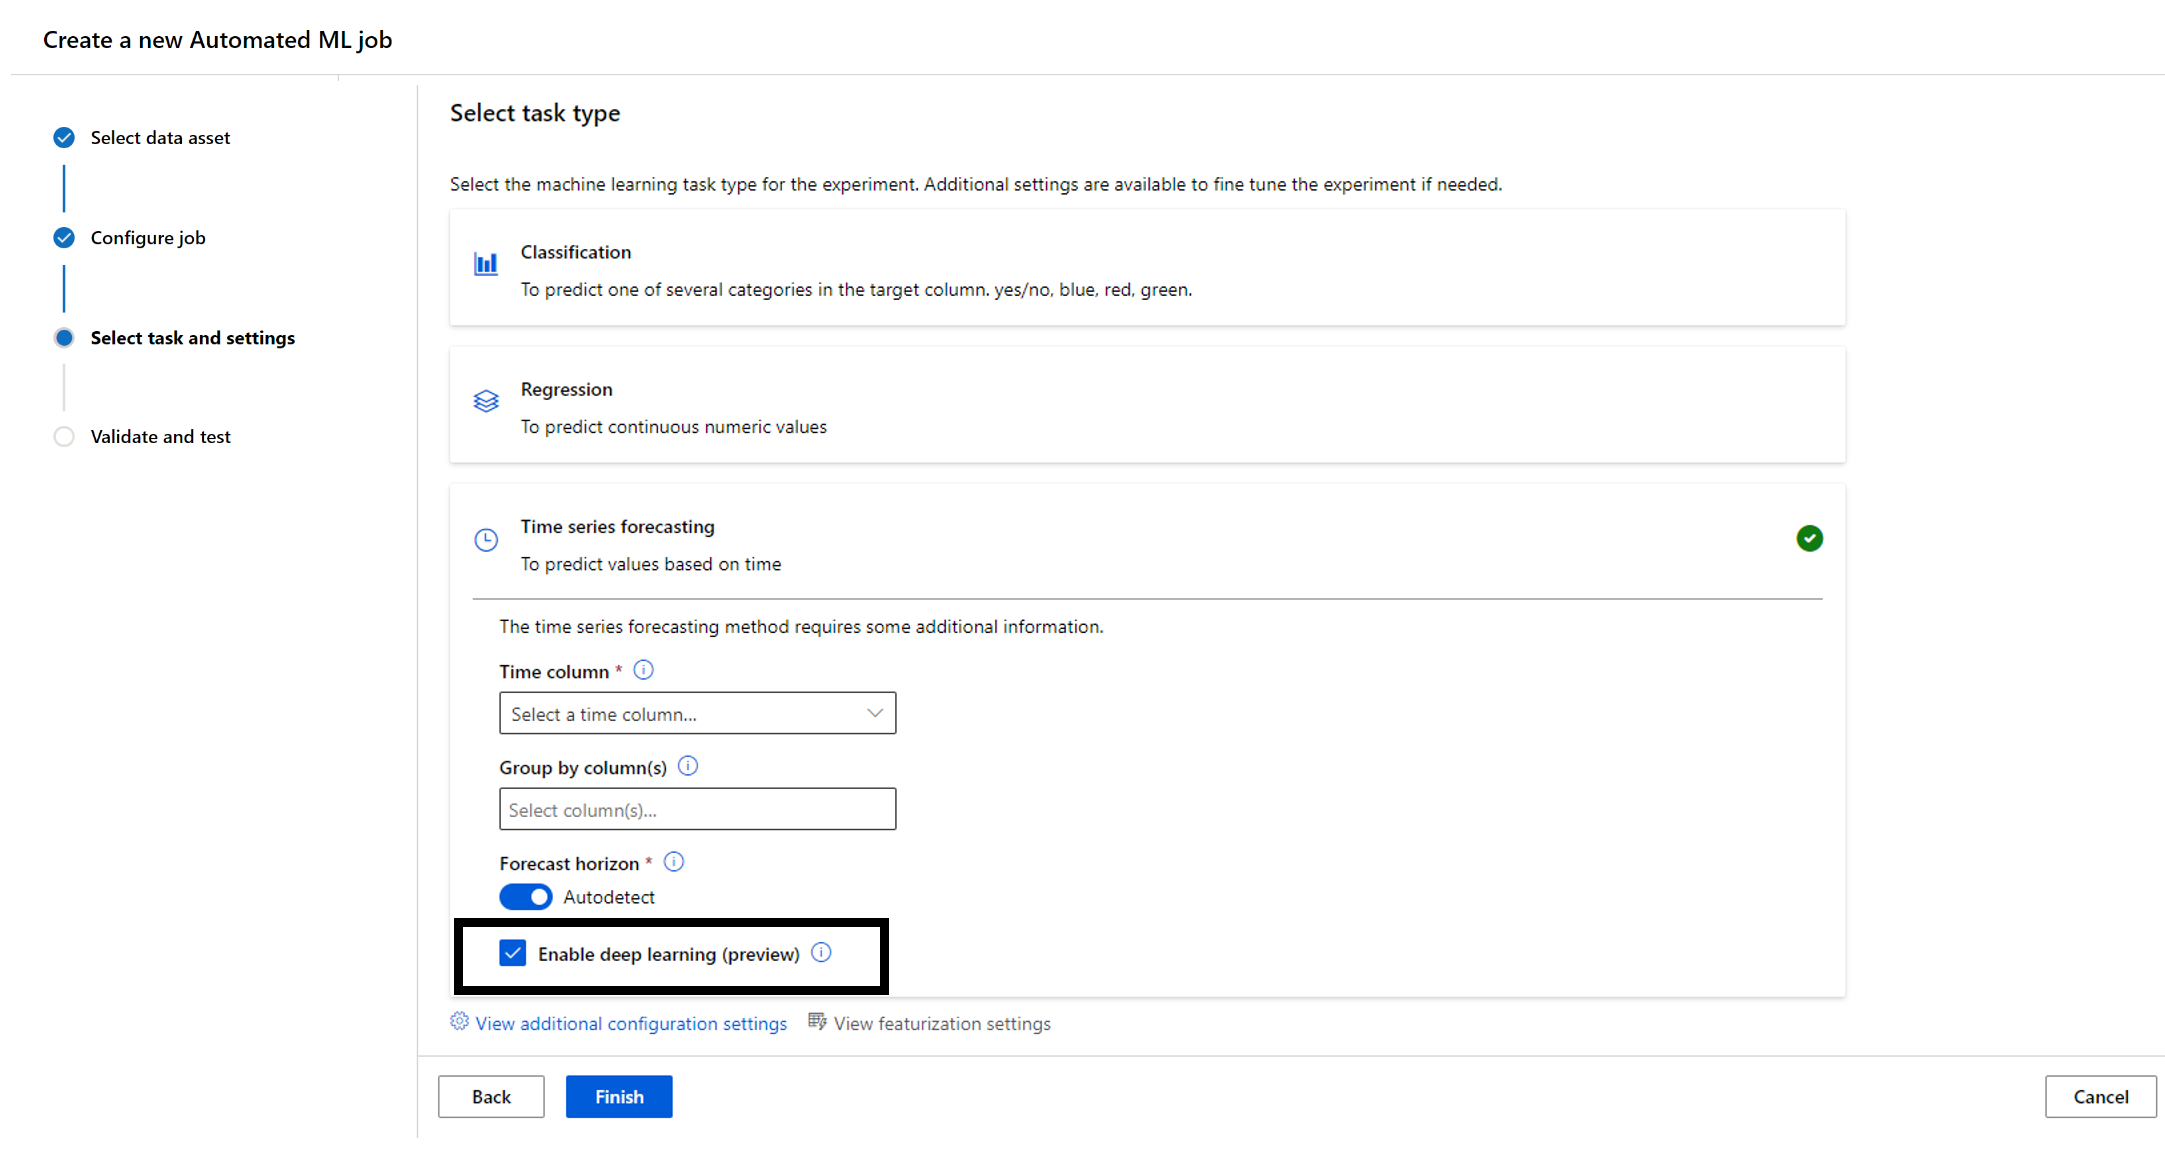 Create a new Automated ML job
Select data asset
Configure job
Select task and settings
Validate and test
Select task type
Select the machine learning task type for the experiment. Additional settings are available to fine tune the experiment if needed.
Classification
To predict one of several categories in the target column. yes/no, blue, red, green.
Regression
To predict continuous numeric values
Time series forecasting
To predict values based on time
The time series forecasting method requires some additional information.
Time column *
Select a time column...
Group by column(s)
Select column(s)...
Forecast horizon *
Autodetect
Enable deep learning (preview)
View additional configuration settings View featurization settings
Back Finish Cancel